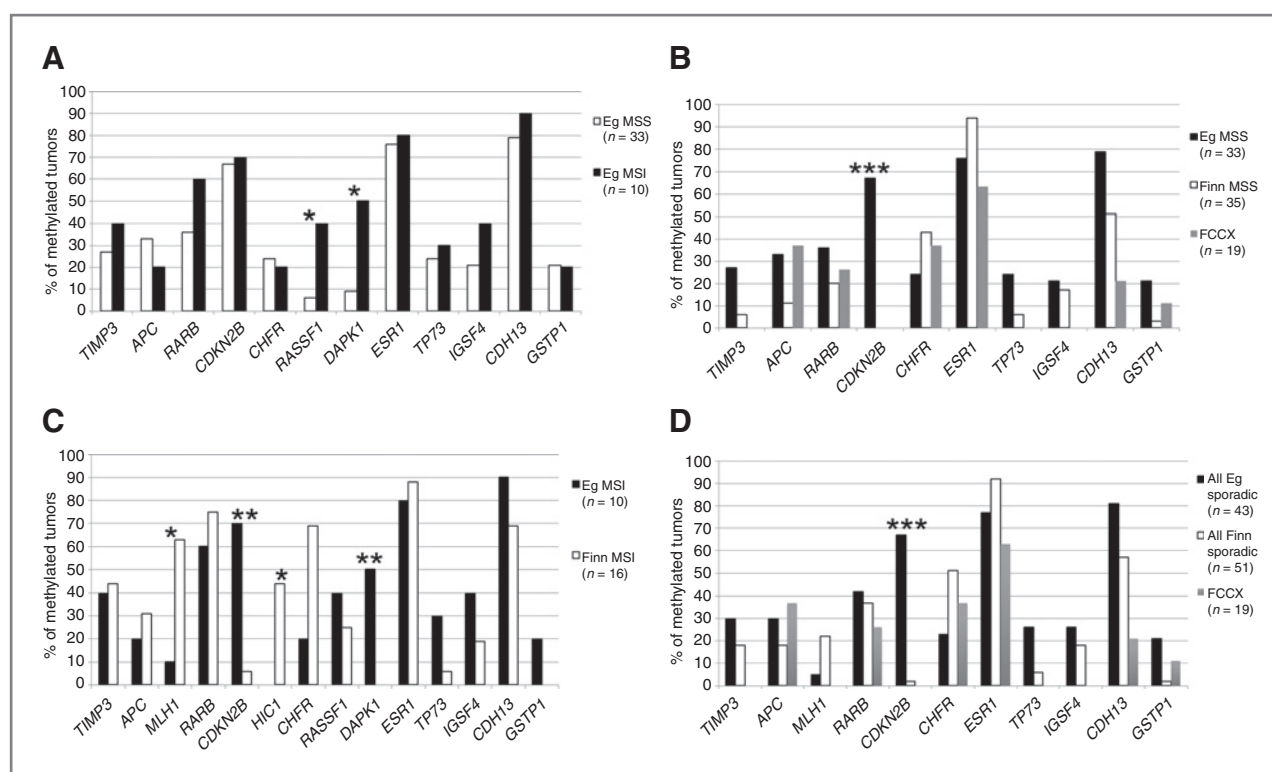 A
% of methylated tumors
100
90
80
70
60
50
40
30
20
10
0
*
*
TIMP3
APC
RARB
CDKN2B
CHFR
RASSF1
DAPK1
ESR1
TP73
IGSF4
CDH13
GSTP1
Eg MSS
(n = 33)
Eg MSI
(n = 10)
B
% of methylated tumors
100
90
80
70
60
50
40
30
20
10
0
***
TIMP3
APC
RARB
CDKN2B
CHFR
ESR1
TP73
IGSF4
CDH13
GSTP1
Eg MSS
(n = 33)
Finn MSS
(n = 35)
FCCX
(n = 19)
C
% of methylated tumors
100
90
80
70
60
50
40
30
20
10
0
*
**
*
**
TIMP3
APC
MLH1
RARB
CDKN2B
HIC1
CHFR
RASSF1
DAPK1
ESR1
TP73
IGSF4
CDH13
GSTP1
Eg MSI
(n = 10)
Finn MSI
(n = 16)
D
% of methylated tumors
100
90
80
70
60
50
40
30
20
10
0
***
TIMP3
APC
MLH1
RARB
CDKN2B
CHFR
ESR1
TP73
IGSF4
CDH13
GSTP1
All Eg
sporadic
(n = 43)
All Finn
sporadic
(n = 51)
FCCX
(n = 19)